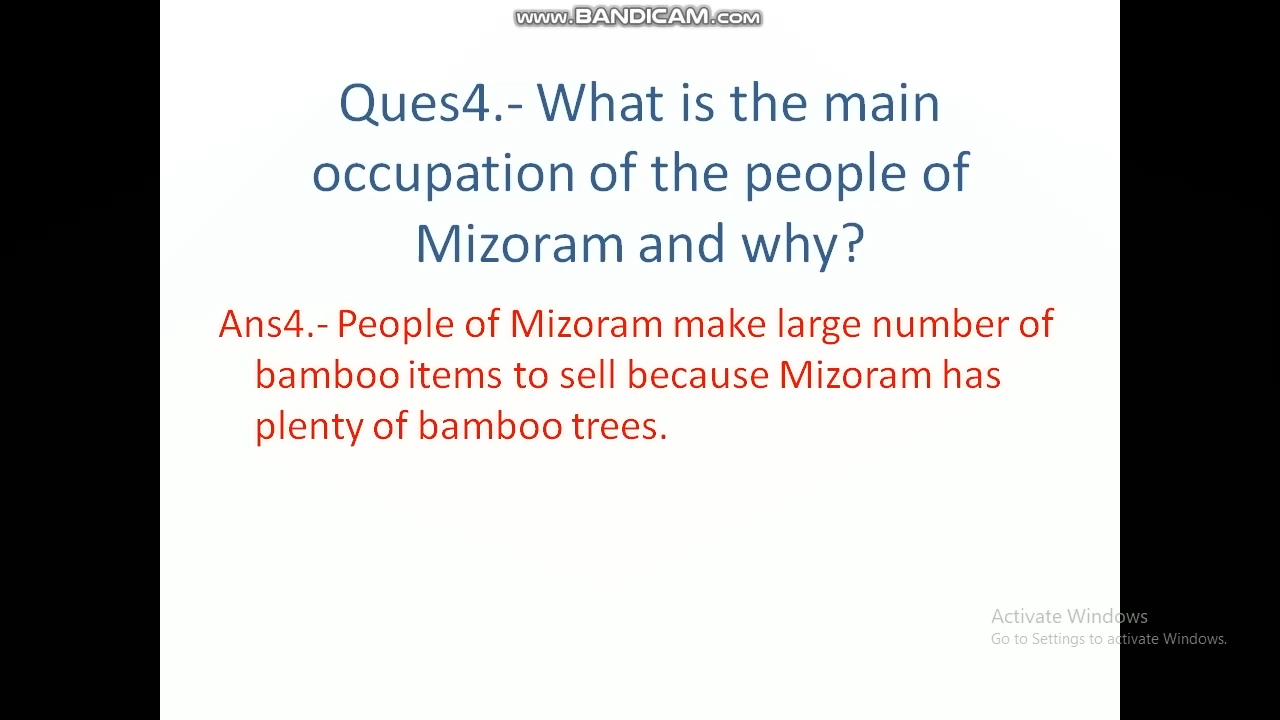 www.BANDICAM.com
Ques4.- What is the main
occupation of the people of
Mizoram and why?
Ans4.- People of Mizoram make large number of
bamboo items to sell because Mizoram has
plenty of bamboo trees.
Activate Windows
Go to Settings to activate Windows.